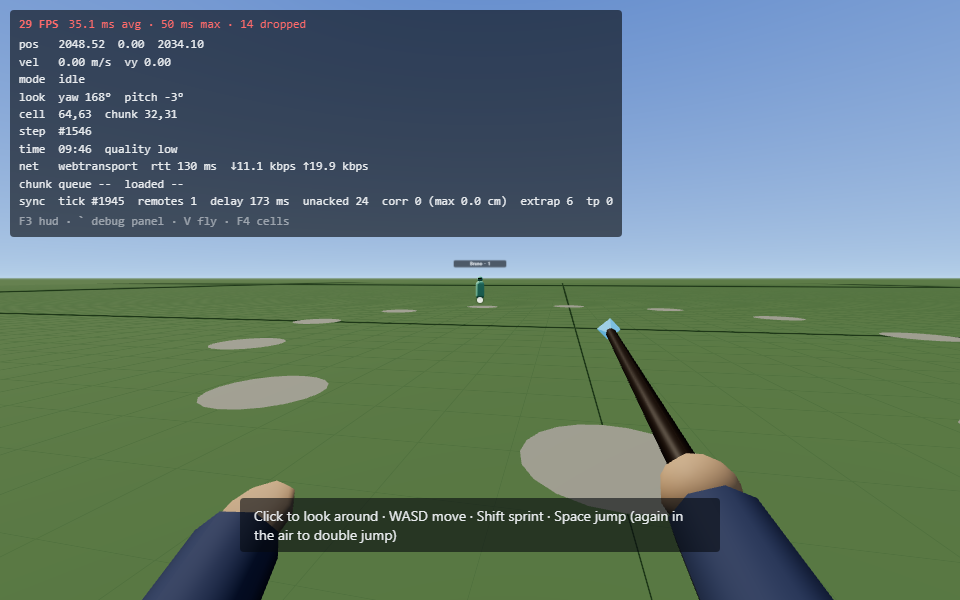 29 FPS 35.1 ms avg · 50 ms max · 14 dropped
pos 2048.52 0.00 2034.10
vel 0.00 m/s vy 0.00
mode idle
look yaw 168° pitch -3°
cell 64,63 chunk 32,31
step #1546
time 09:46 quality low
net webtransport rtt 130 ms ↓11.1 kbps ↑19.9 kbps
chunk queue -- loaded --
sync tick #1945 remotes 1 delay 173 ms unacked 24 corr 0 (max 0.0 cm) extrap 6 tp 0
F3 hud · ` debug panel · V fly · F4 cells
Click to look around · WASD move · Shift sprint · Space jump (again in
the air to double jump)